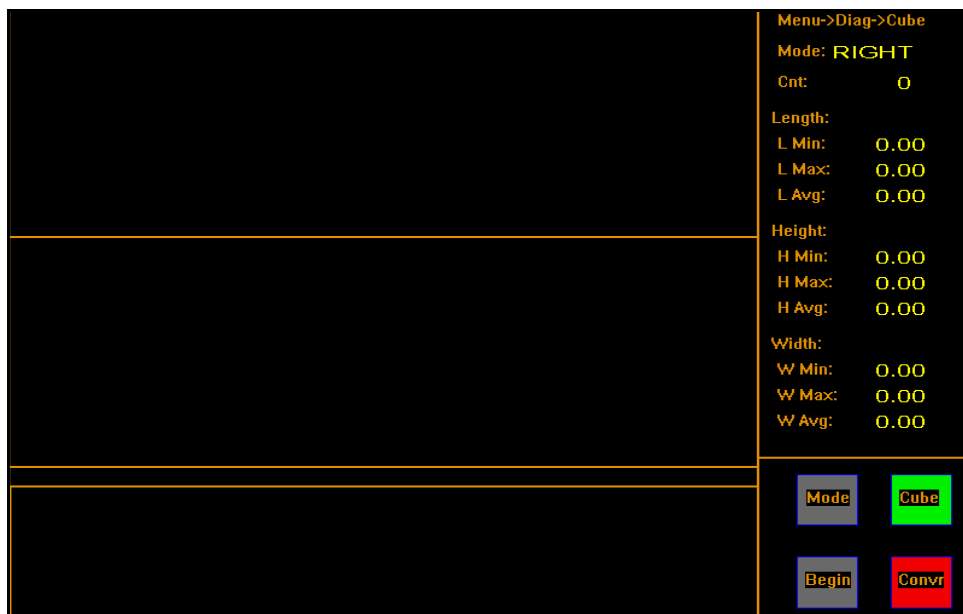 Menu->Diag->Cube
Mode: RIGHT
Cnt: 0
Length:
L Min: 0.00
L Max: 0.00
L Avg: 0.00
Height:
H Min: 0.00
H Max: 0.00
H Avg: 0.00
Width:
W Min: 0.00
W Max: 0.00
W Avg: 0.00
Mode Cube
Begin Convr